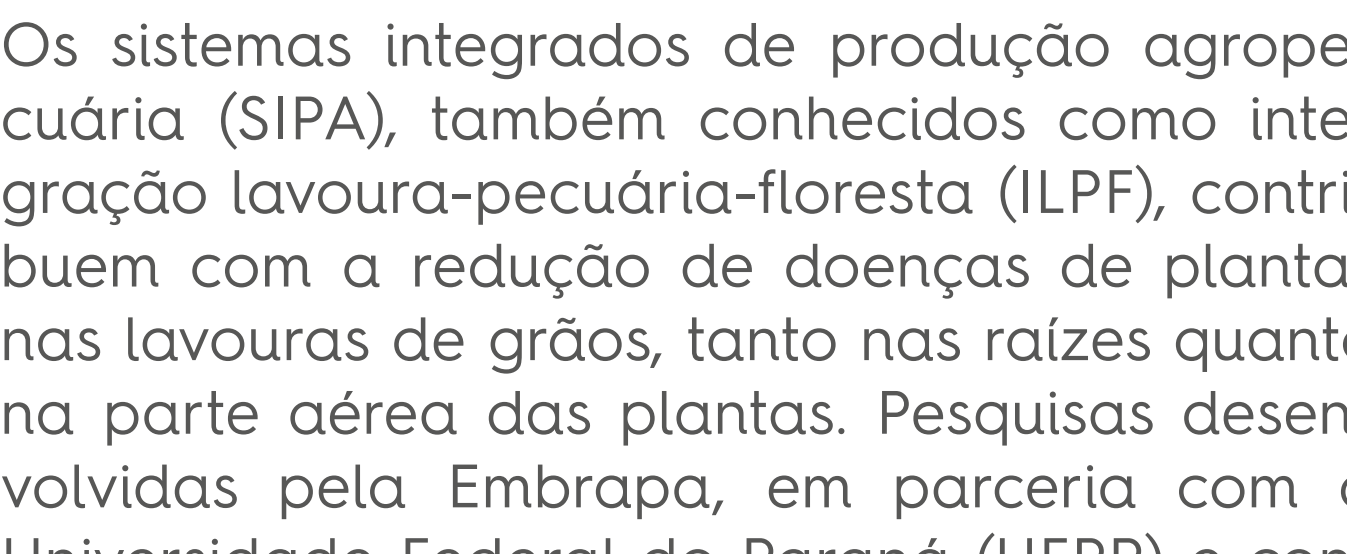 Os sistemas integrados de produção agrope
cuária (SIPA), também conhecidos como inte
gração lavoura-pecuária-floresta (ILPF), contri
buem com a redução de doenças de planta
nas lavouras de grãos, tanto nas raízes quanto
na parte aérea das plantas. Pesquisas desen
volvidas pela Embrapa, em parceria com a
Universidade Federal do Paraná (UFPR) e com